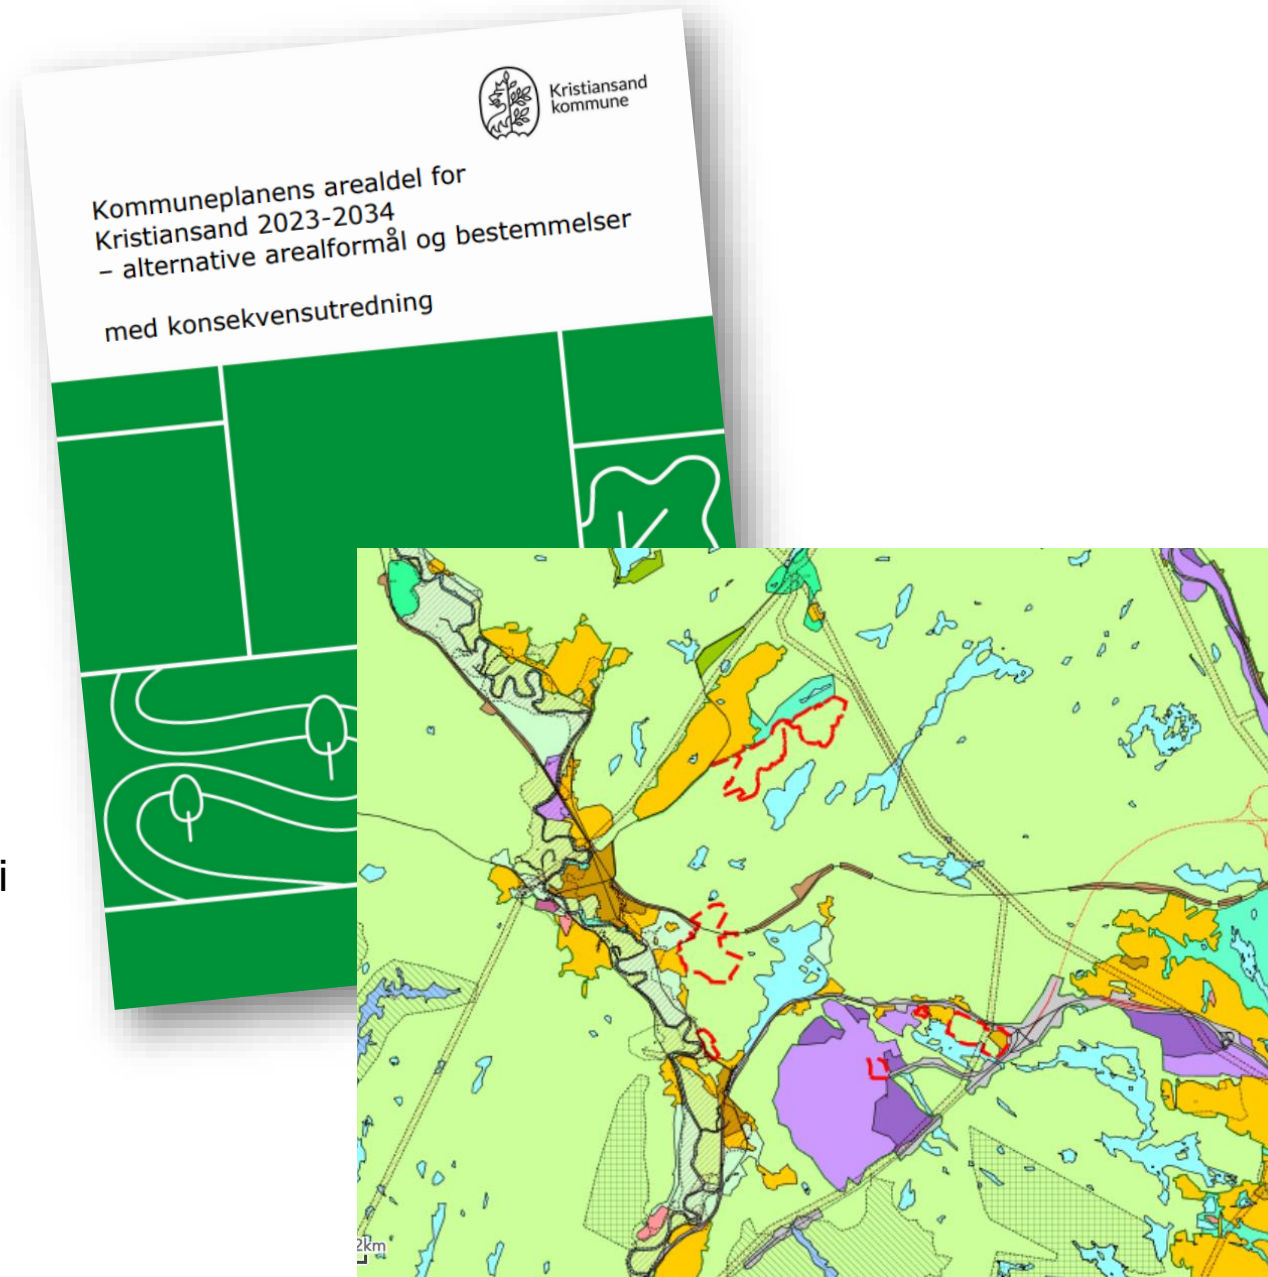 Kristiansand
kommune
Kommuneplanens arealdel for
Kristiansand 2023-2034
– alternative arealformål og bestemmelser
med konsekvensutredning
i
2km